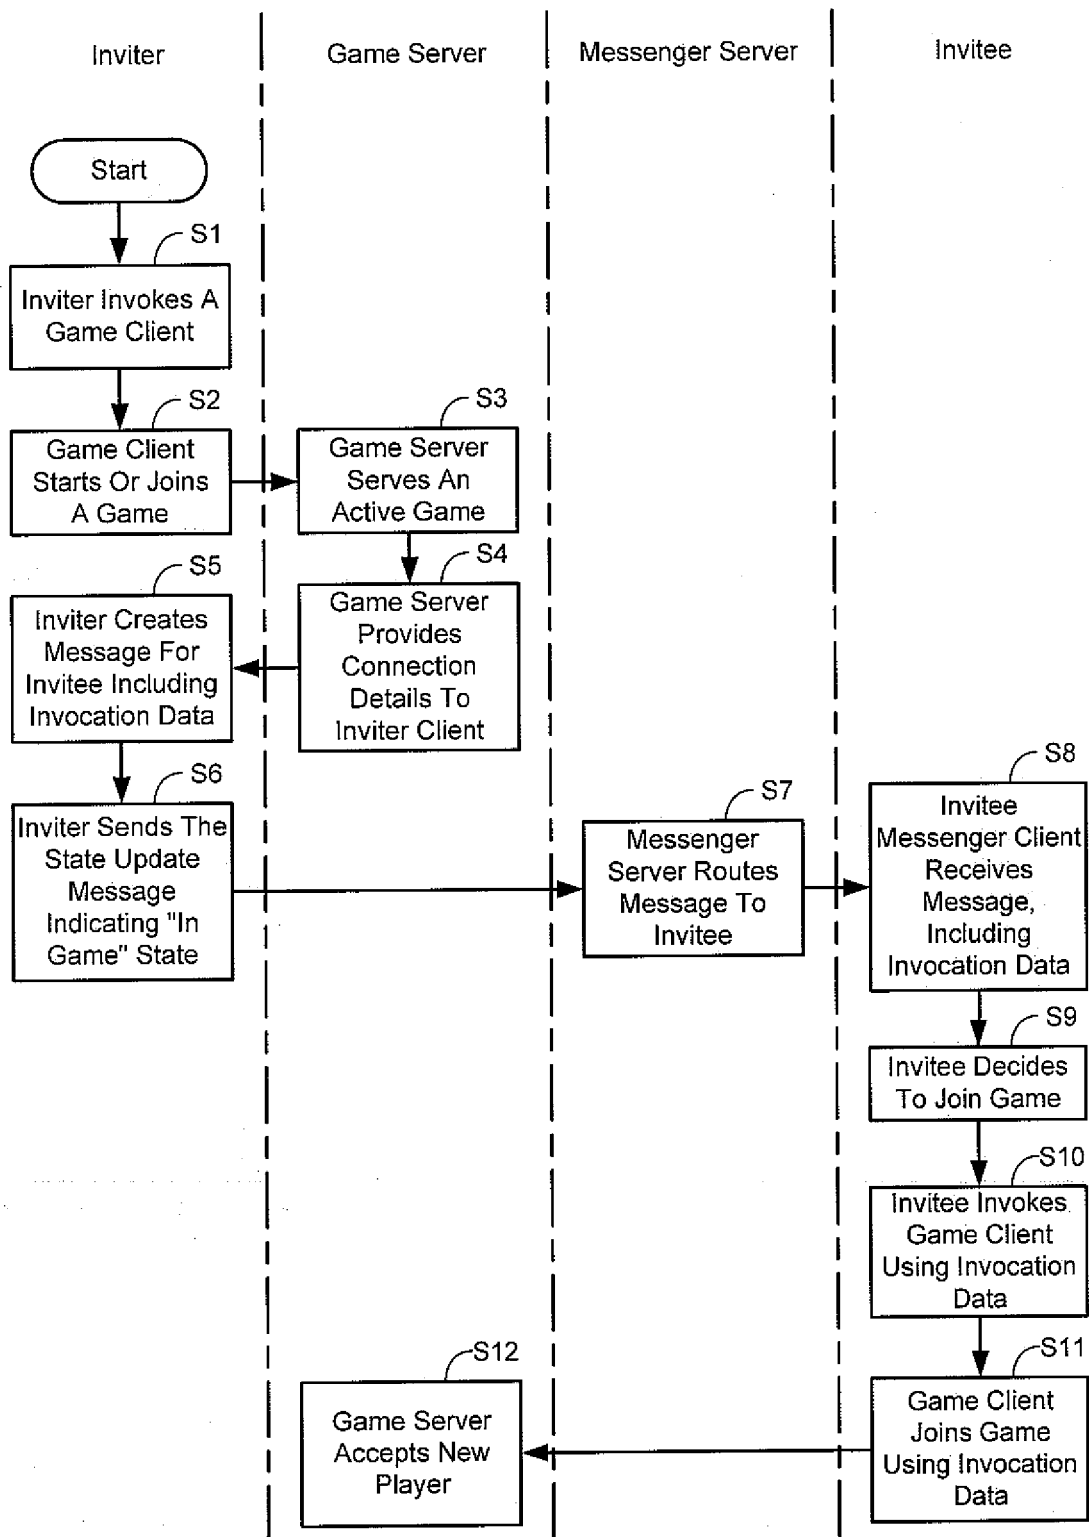 Inviter
Game Server
Messenger Server
Invitee
Start
S1
Inviter Invokes A
Game Client
S2
Game Client
Starts Or Joins
A Game
S3
Game Server
Serves An
Active Game
S4
Game Server
Provides
Connection
Details To
Inviter Client
S5
Inviter Creates
Message For
Invitee Including
Invocation Data
S6
Inviter Sends The
State Update
Message
Indicating "In
Game" State
S7
Messenger
Server Routes
Message To
Invitee
S8
Invitee
Messenger Client
Receives
Message,
Including
Invocation Data
S9
Invitee Decides
To Join Game
S10
Invitee Invokes
Game Client
Using Invocation
Data
S11
Game Client
Joins Game
Using Invocation
Data
S12
Game Server
Accepts New
Player